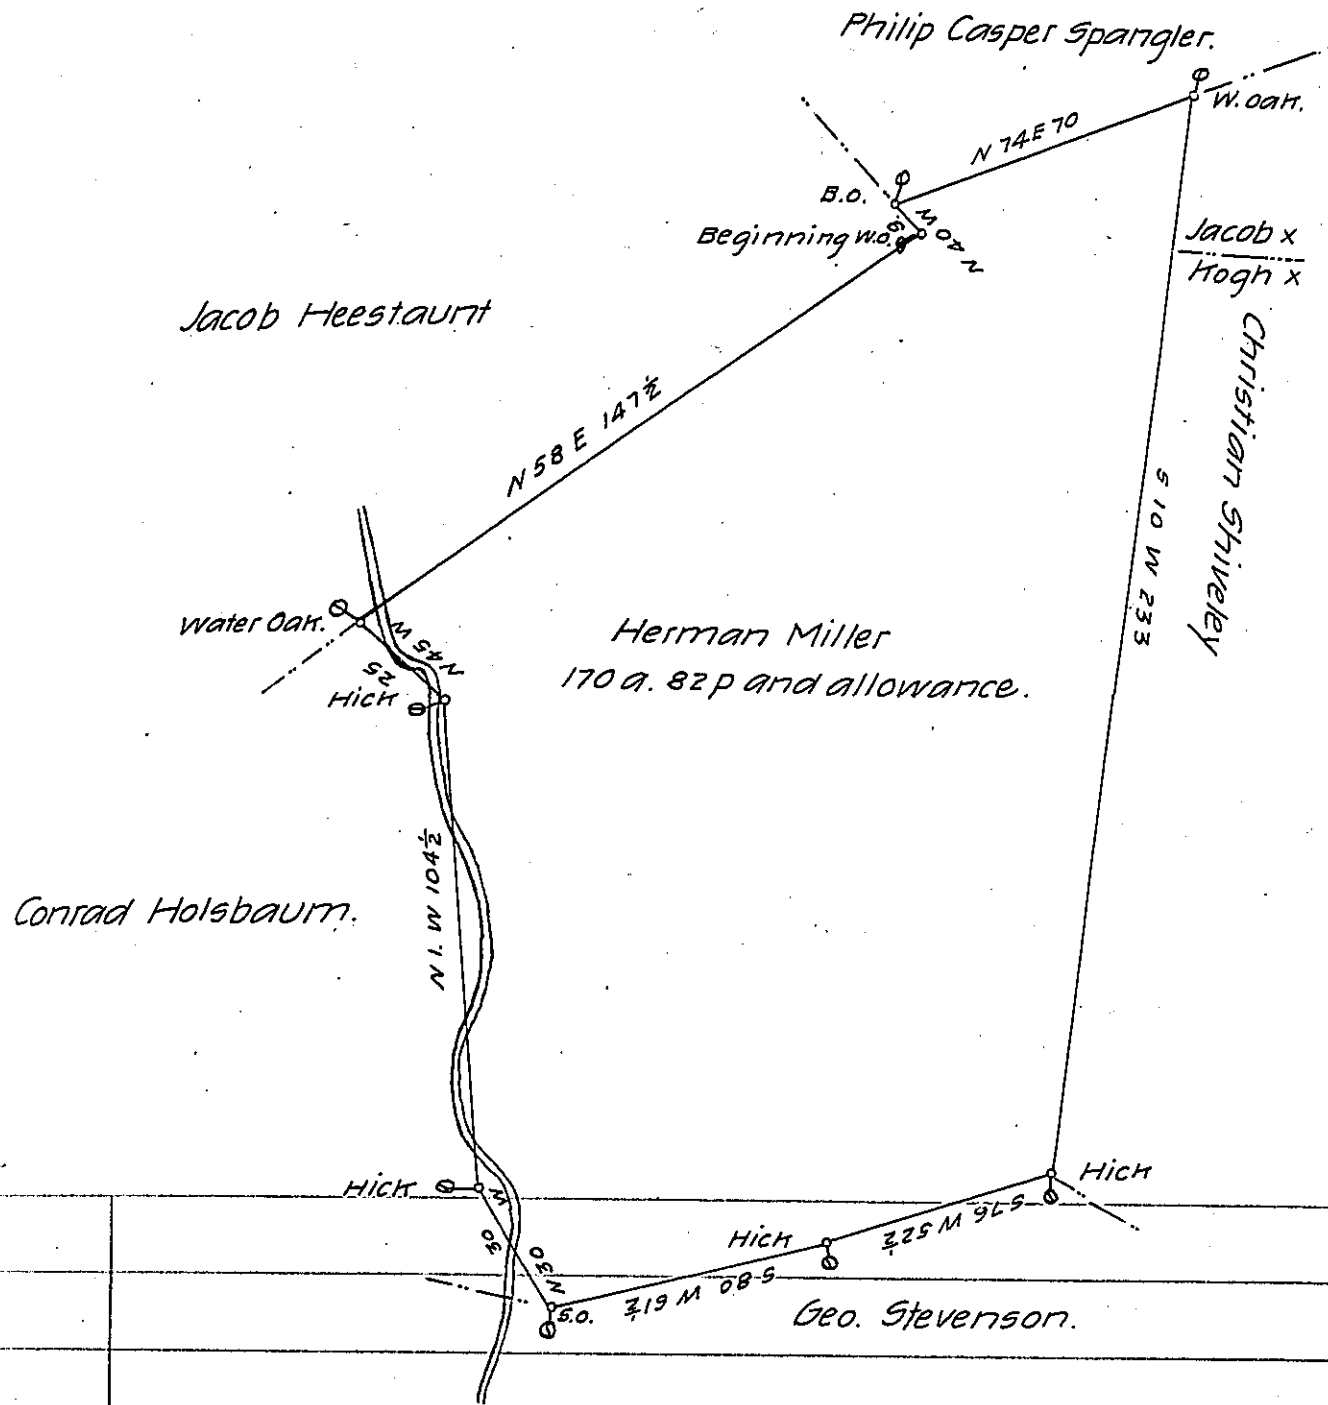 Philip Casper Spangler.
W. oak.
N 74 E 70
B.O.
N 40 W
9.
Beginning W.O.
Jacob x
Kogh x
Jacob Heestaunt
Christian Shiveley
N 58 E 147½
S 10 W 233
Water Oak.
N 45 W
25
Hick
Herman Miller
170 a. 82 p and allowance.
N 1 W 104½
Conrad Holsbaum.
Hick
Hick
N 30 W
30
S 76 W 52½
Hick
S 80 W 61½
S.O.
Geo. Stevenson.